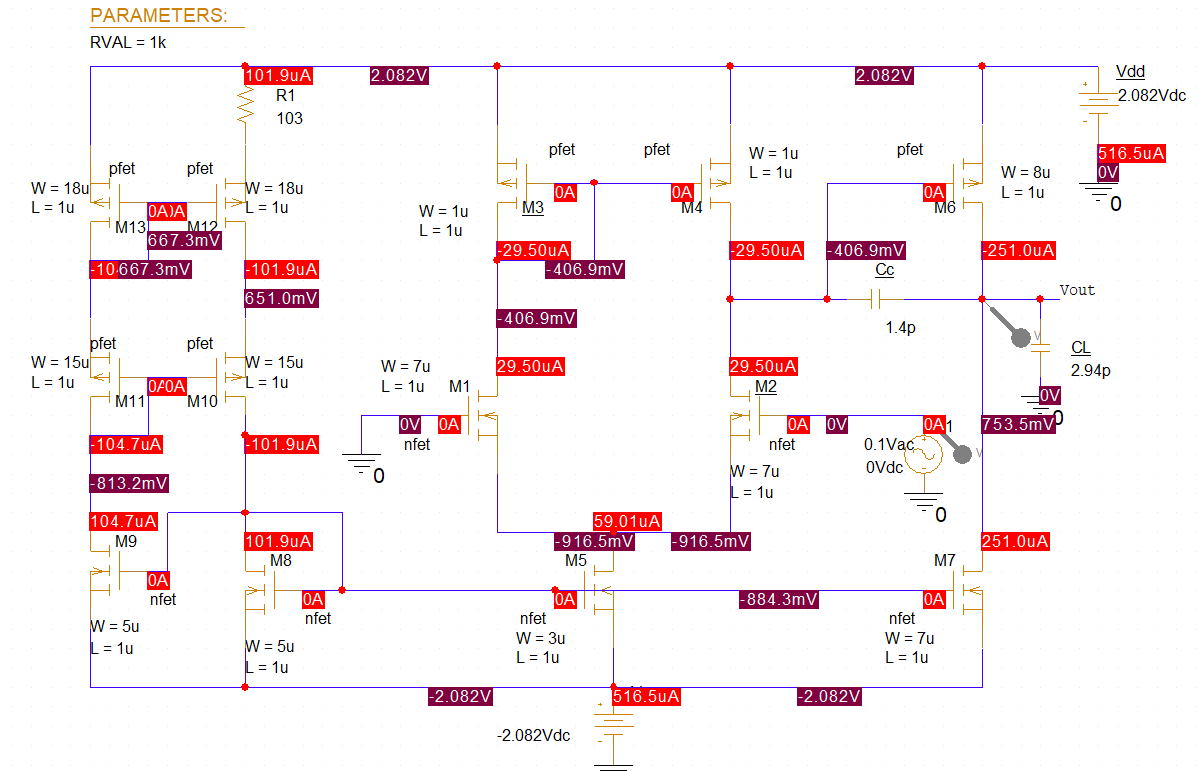 PARAMETERS:
RVAL = 1k
101.9uA
2.082V
2.082V
Vdd
2.082Vdc
R1
103
516.5uA
0V
0
pfet
pfet
W = 18u
L = 1u
W = 18u
L = 1u
0A
0A
M13
M12
667.3mV
667.3mV
-101.9uA
651.0mV
pfet
pfet
pfet
W = 1u
L = 1u
W = 1u
L = 1u
W = 8u
L = 1u
0A
0A
0A
M3
M4
M6
-29.50uA
-29.50uA
-406.9mV
-251.0uA
-406.9mV
Cc
1.4p
Vout
-406.9mV
V
CL
2.94p
0V
0
pfet
pfet
W = 15u
L = 1u
W = 15u
L = 1u
0A
0A
M11
M10
29.50uA
29.50uA
W = 7u
L = 1u
M1
M2
0V
0A
nfet
0
0A
0V
nfet
0A
1
V
0.1Vac
0Vdc
0
753.5mV
W = 7u
L = 1u
-104.7uA
-101.9uA
-813.2mV
104.7uA
M9
101.9uA
M8
59.01uA
-916.5mV
-916.5mV
M5
251.0uA
M7
0A
nfet
0A
nfet
0A
-884.3mV
0A
nfet
W = 3u
L = 1u
nfet
W = 7u
L = 1u
W = 5u
L = 1u
W = 5u
L = 1u
-2.082V
516.5uA
-2.082V
-2.082Vdc